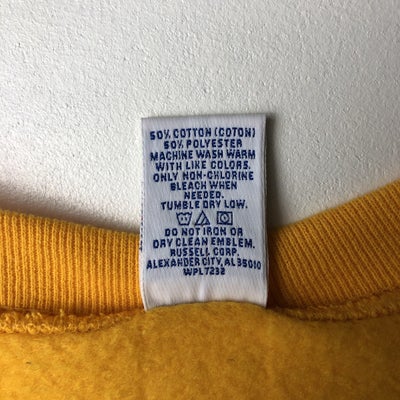 50% COTTON (COTON)
50% POLYESTER
MACHINE WASH WARM
WITH LIKE COLORS.
ONLY NON-CHLORINE
BLEACH WHEN
NEEDED.
TUMBLE DRY LOW.
DO NOT IRON OR
DRY CLEAN EMBLEM.
RUSSELL CORP.
ALEXANDER CITY, AL 35010
WPL7232